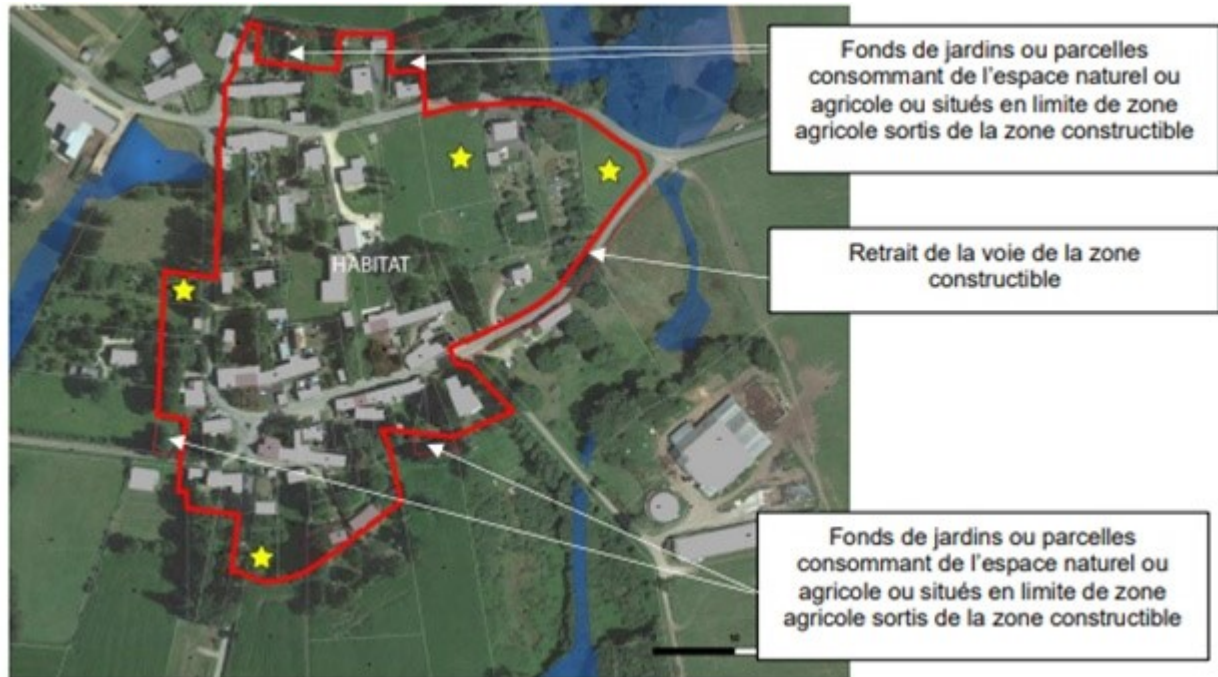 Fonds de jardins ou parcelles
consommant de l'espace naturel ou
agricole ou situés en limite de zone
agricole sortis de la zone constructible
Retrait de la voie de la zone
constructible
HABITAT
Fonds de jardins ou parcelles
consommant de l'espace naturel ou
agricole ou situés en limite de zone
agricole sortis de la zone constructible